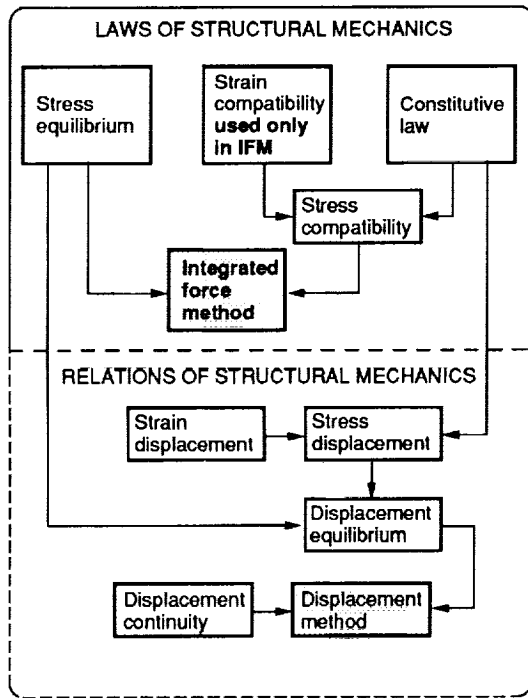 LAWS OF STRUCTURAL MECHANICS
Stress
equilibrium
Strain
compatibility
used only
in IFM
Constitutive
law
Stress
compatibility
Integrated
force
method
RELATIONS OF STRUCTURAL MECHANICS
Strain
displacement
Stress
displacement
Displacement
equilibrium
Displacement
continuity
Displacement
method